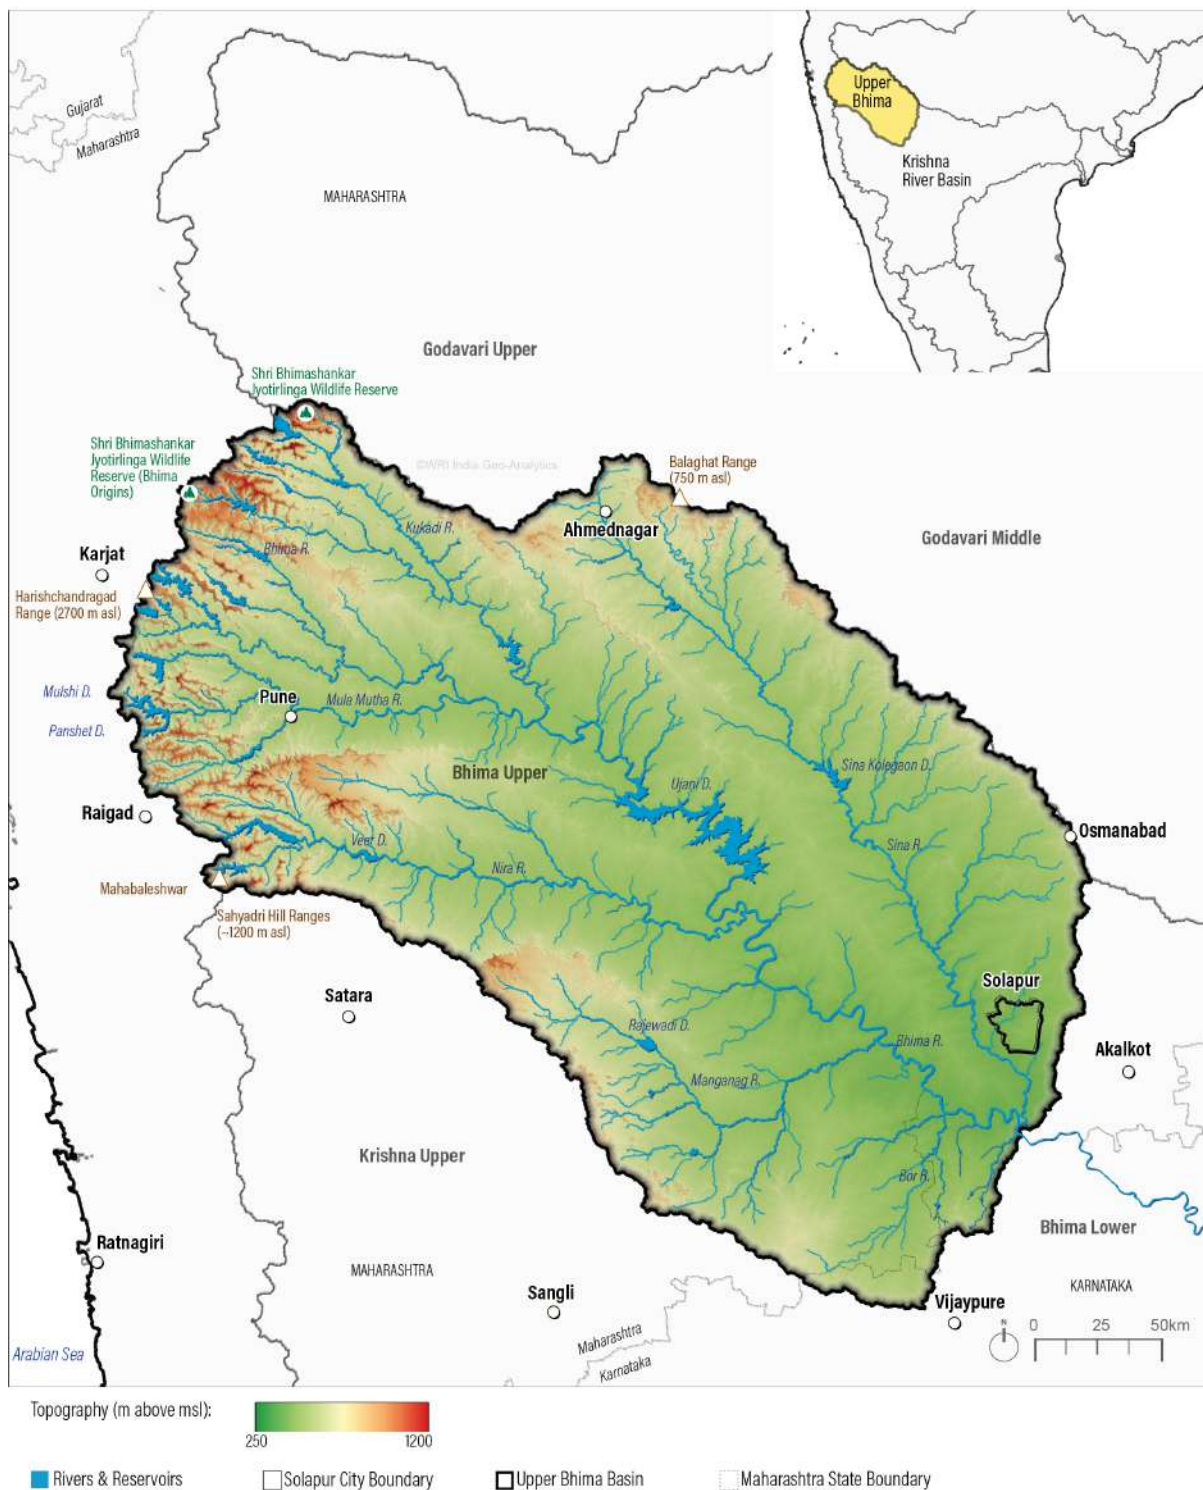 Gujarat
Maharashtra
MAHARASHTRA
Upper
Bhima
Krishna
River Basin
Godavari Upper
Shri Bhimashankar
Jyotirlinga Wildlife Reserve
Shri Bhimashankar
Jyotirlinga Wildlife
Reserve (Bhima
Origins)
©WRI India Geo-Analytics
Balaghat Range
(750 m asl)
Kukadi R.
Ahmednagar
Godavari Middle
Bhima R.
Karjat
Harishchandragad
Range (2700 m asl)
Mulshi D.
Pune
Mula Mutha R.
Panshet D.
Bhima Upper
Ujani D.
Sina Kolegaon D.
Raigad
Osmanabad
Veer D.
Nira R.
Sina R.
Mahabaleshwar
Sahyadri Hill Ranges
(~1200 m asl)
Solapur
Satara
Rajewadi D.
Bhima R.
Akalkot
Manganag R.
Krishna Upper
Bor R.
Bhima Lower
Ratnagiri
MAHARASHTRA
KARNATAKA
Sangli
Vijaypure
Maharashtra
Karnataka
Arabian Sea
N
0 25 50km
Topography (m above msl):
250 1200
Rivers & Reservoirs
Solapur City Boundary
Upper Bhima Basin
Maharashtra State Boundary